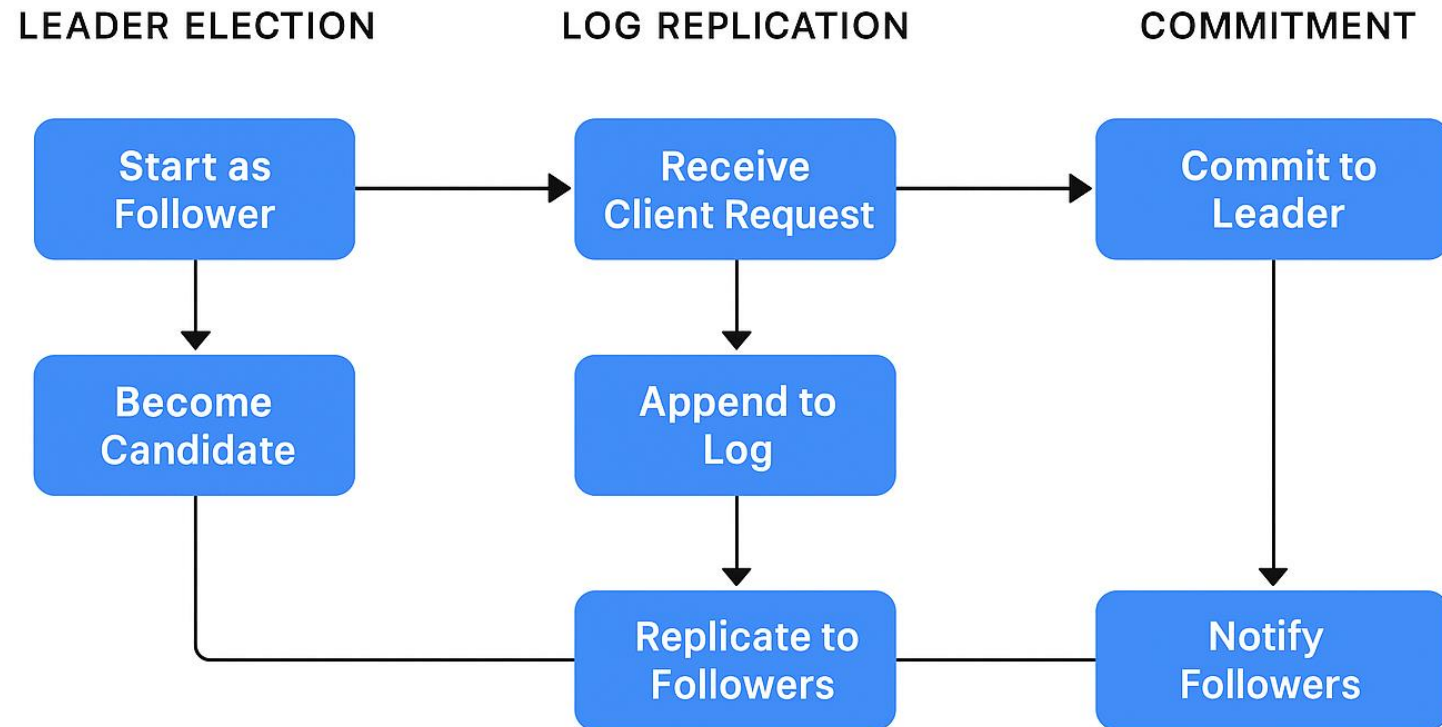 LEADER ELECTION
LOG REPLICATION
COMMITMENT
Start as
Follower
Receive
Client Request
Commit to
Leader
Become
Candidate
Append to
Log
Replicate to
Followers
Notify
Followers